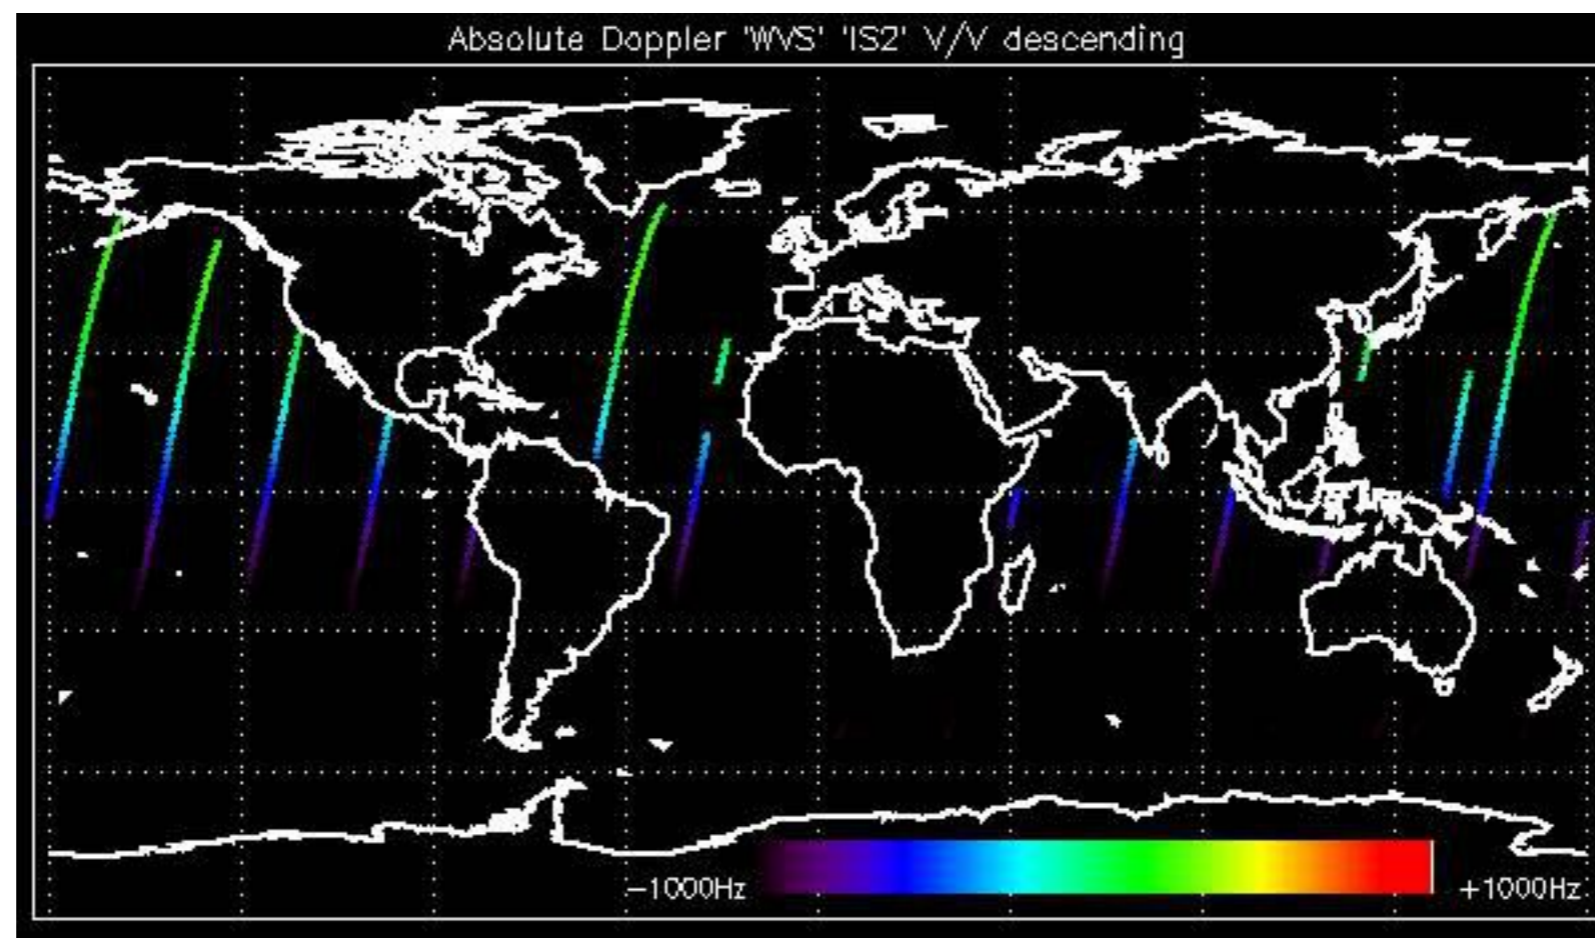 Absolute Doppler 'WVS' 'IS2' V/V descending
−1000Hz
+1000Hz